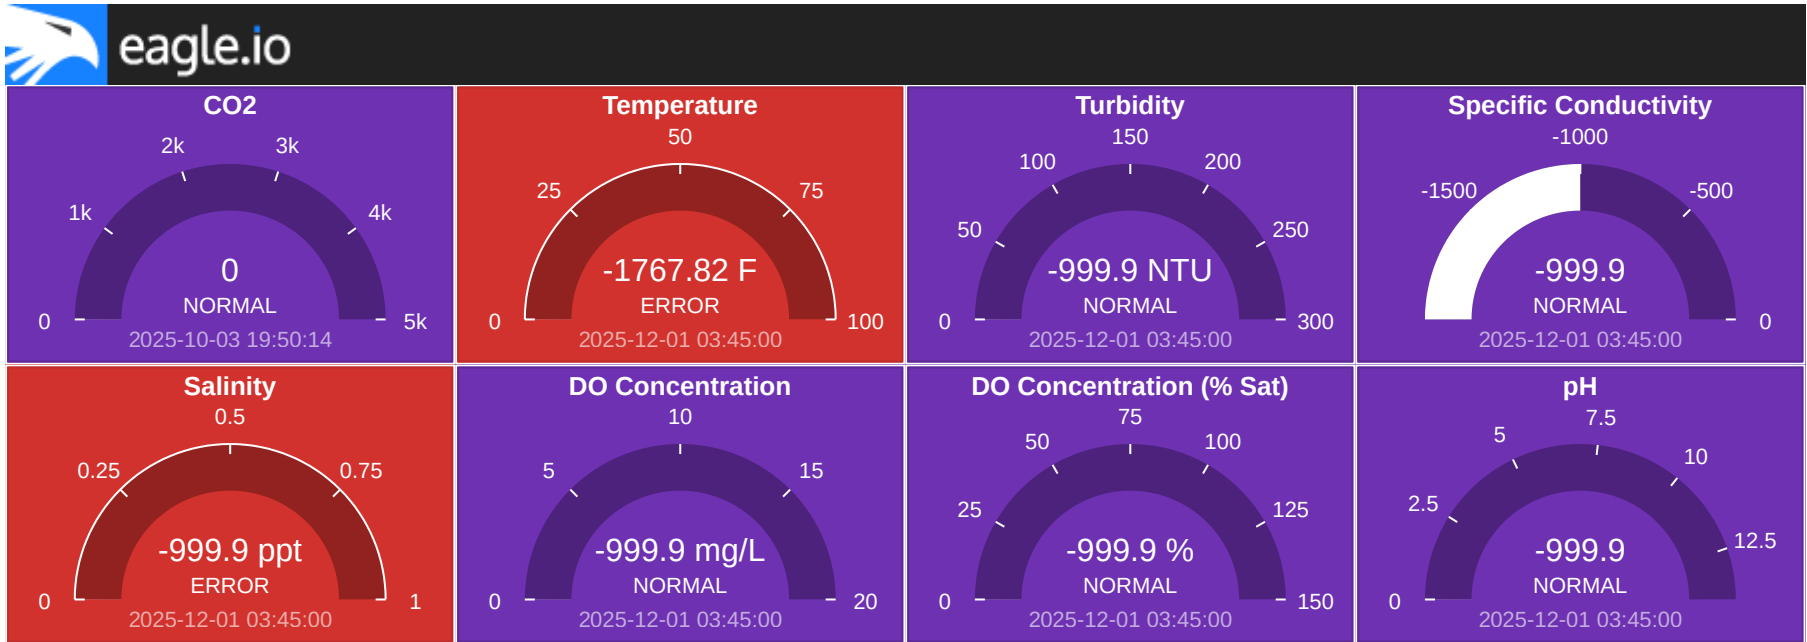 eagle.io
CO2
2k
3k
1k
4k
0
NORMAL
0
5k
2025-10-03 19:50:14
Temperature
50
25
75
-1767.82 F
ERROR
0
100
2025-12-01 03:45:00
Turbidity
150
100
200
50
250
-999.9 NTU
NORMAL
0
300
2025-12-01 03:45:00
Specific Conductivity
-1000
-1500
-500
-999.9
NORMAL
0
2025-12-01 03:45:00
Salinity
0.5
0.25
0.75
-999.9 ppt
ERROR
0
1
2025-12-01 03:45:00
DO Concentration
10
5
15
-999.9 mg/L
NORMAL
0
20
2025-12-01 03:45:00
DO Concentration (% Sat)
75
50
100
25
125
-999.9 %
NORMAL
0
150
2025-12-01 03:45:00
pH
7.5
5
10
2.5
12.5
-999.9
NORMAL
0
2025-12-01 03:45:00